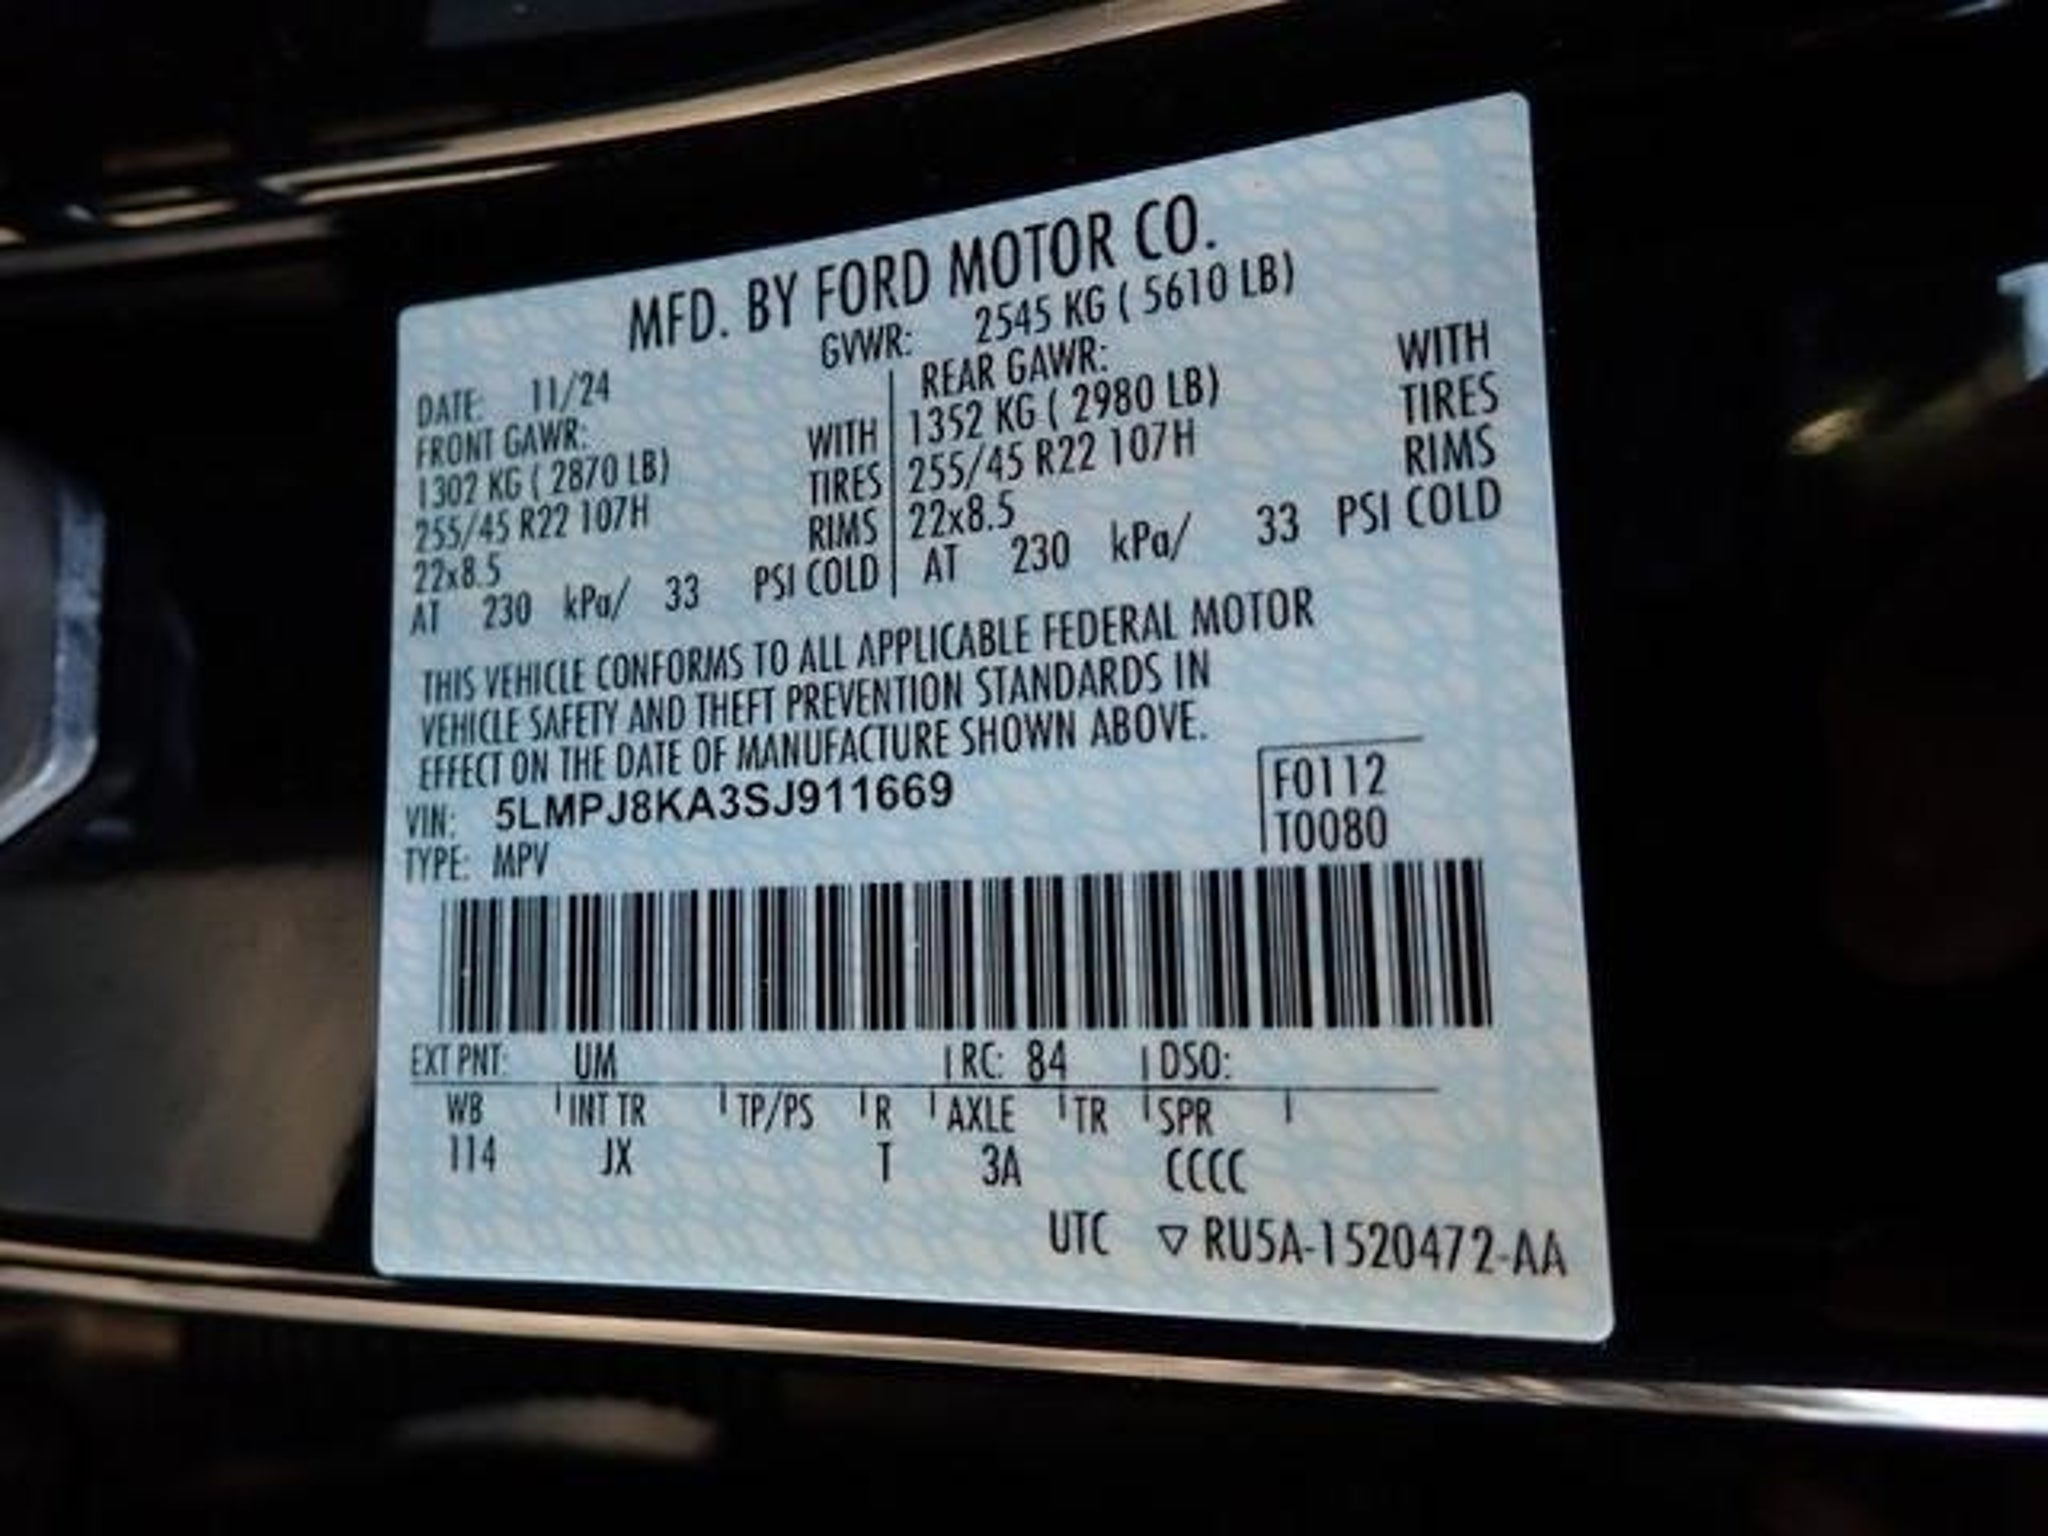 MFD. BY FORD MOTOR CO.
DATE: 11/24 GVWR: 2545 KG ( 5610 LB)
FRONT GAWR:
1302 KG ( 2870 LB) WITH
255/45 R22 107H TIRES
22x8.5 RIMS
AT 230 kPa/ 33 PSI COLD
REAR GAWR:
1352 KG ( 2980 LB) WITH
255/45 R22 107H TIRES
22x8.5 RIMS
AT 230 kPa/ 33 PSI COLD
THIS VEHICLE CONFORMS TO ALL APPLICABLE FEDERAL MOTOR
VEHICLE SAFETY AND THEFT PREVENTION STANDARDS IN
EFFECT ON THE DATE OF MANUFACTURE SHOWN ABOVE.
VIN: 5LMPJ8KA3SJ911669
TYPE: MPV
F0112
T0080
EXT PNT: UM RC: 84 DSO:
WB INT TR TP/PS R AXLE TR SPR
114 JX T 3A CCCC
UTC ▽ RU5A-1520472-AA